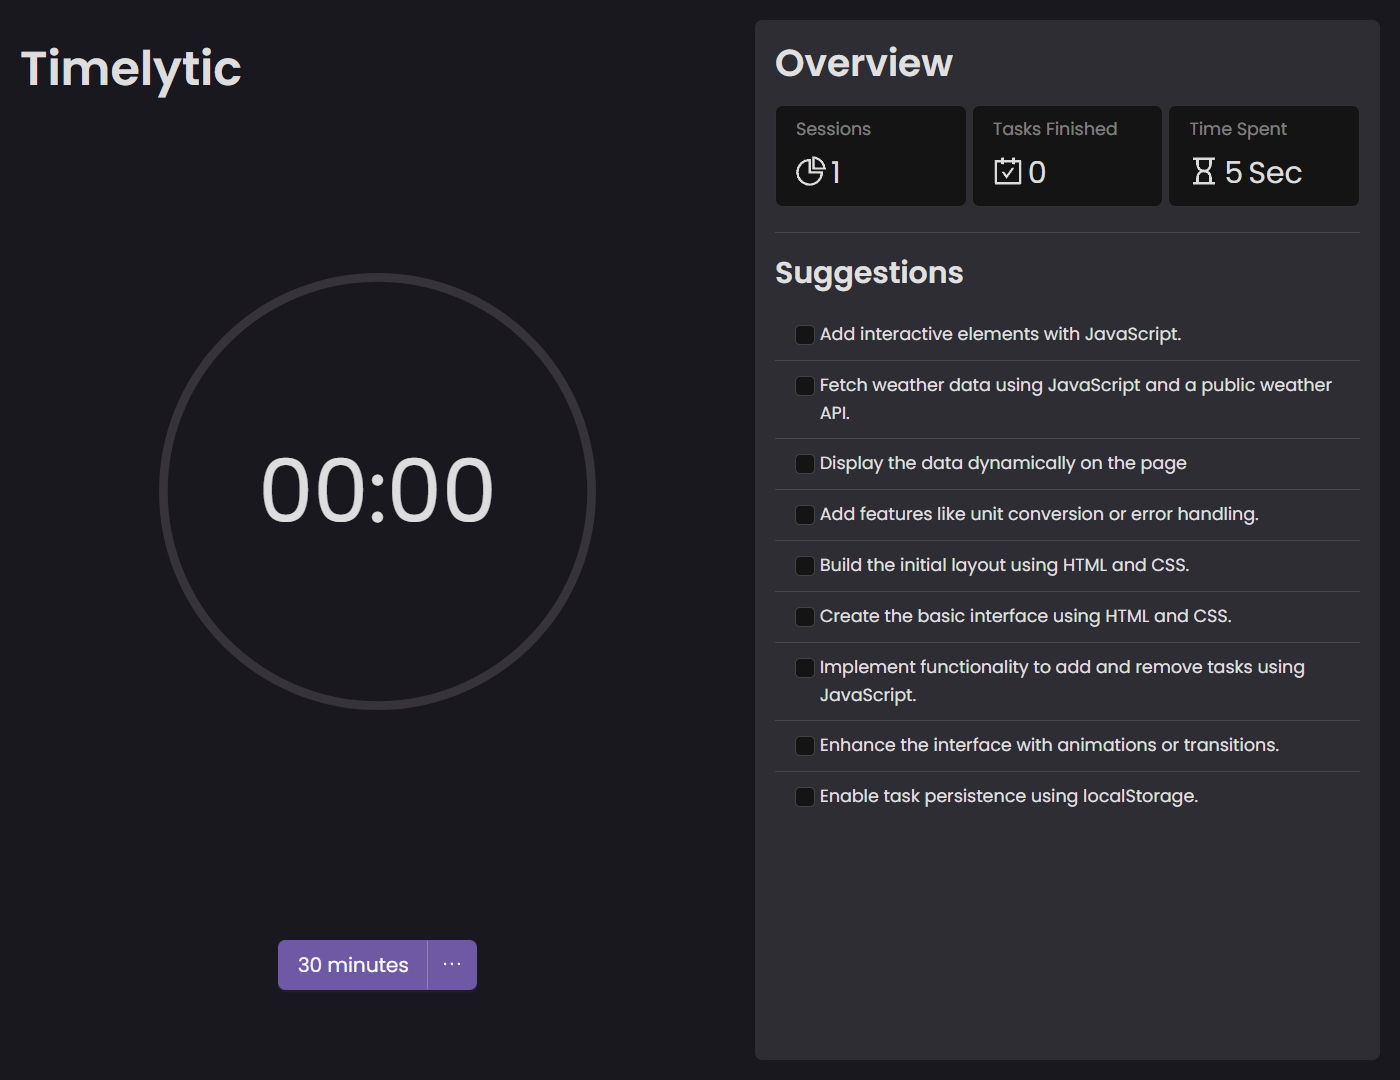 Timelytic
00:00
30 minutes
...
Overview
Sessions
1
Tasks Finished
0
Time Spent
5 Sec
Suggestions
Add interactive elements with JavaScript.
Fetch weather data using JavaScript and a public weather
API.
Display the data dynamically on the page
Add features like unit conversion or error handling.
Build the initial layout using HTML and CSS.
Create the basic interface using HTML and CSS.
Implement functionality to add and remove tasks using
JavaScript.
Enhance the interface with animations or transitions.
Enable task persistence using localStorage.